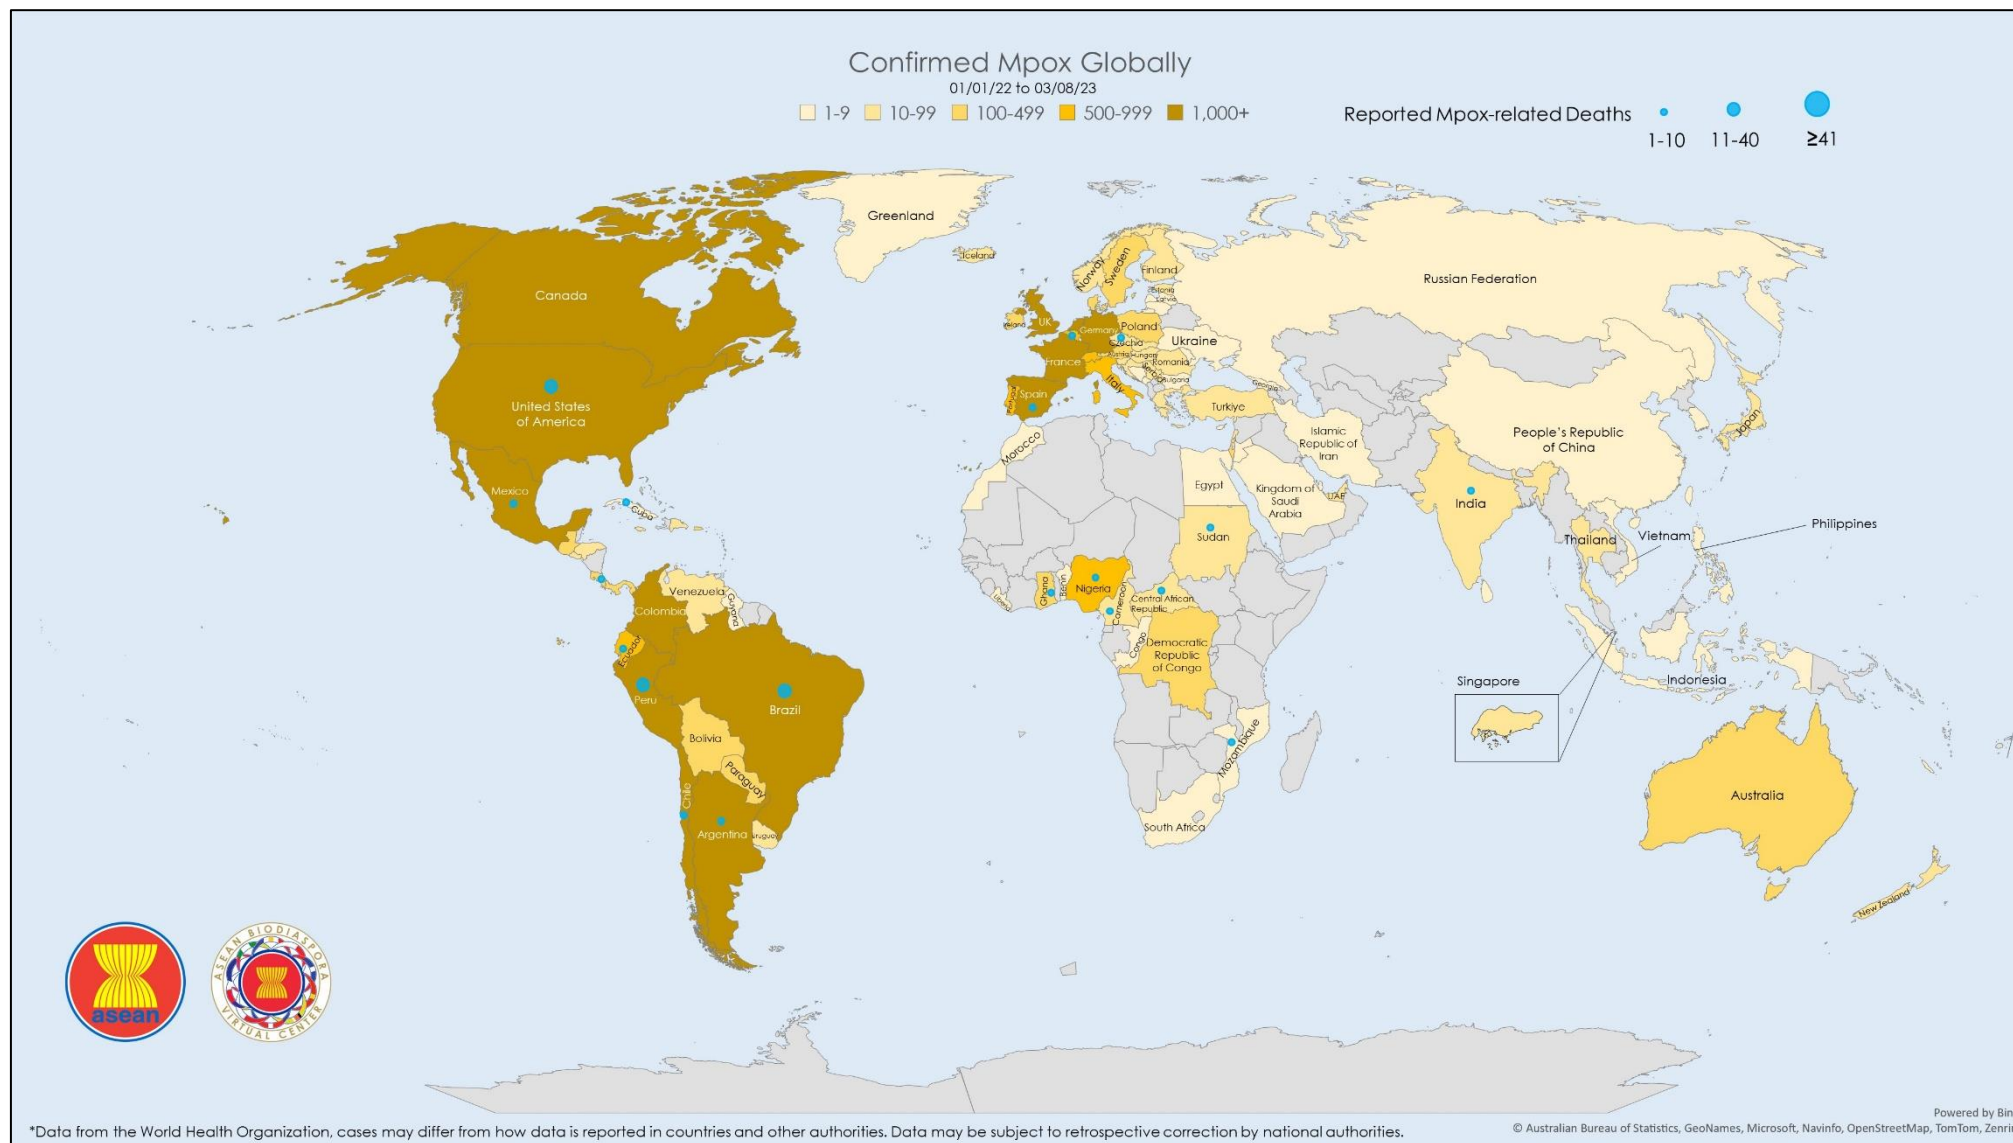 Confirmed Mpox Globally
01/01/22 to 03/08/23
1-9 10-99 100-499 500-999 1,000+
Reported Mpox-related Deaths
1-10 11-40 ≥41
Greenland
Iceland
Norway
Sweden
Finland
Estonia
Latvia
Russian Federation
Canada
Ireland
UK
Germany
Poland
Czechia
Ukraine
France
Austria
Hungary
Romania
Serbia
Bulgaria
Italy
Spain
Portugal
Georgia
Turkiye
United States
of America
Japan
People's Republic
of China
Islamic
Republic of
Iran
Morocco
Mexico
Cuba
Egypt
Kingdom of
Saudi
Arabia
UAE
India
Sudan
Thailand
Vietnam
Philippines
Venezuela
Guyana
Colombia
Liberia
Ghana
Benin
Nigeria
Cameroon
Central African
Republic
Ecuador
Congo
Democratic
Republic
of Congo
Peru
Brazil
Singapore
Indonesia
Bolivia
Paraguay
Mozambique
Chile
Argentina
Uruguay
South Africa
Australia
New Zealand
asean
ASEAN BIODIASPORA
VIRTUAL CENTER
Powered by Bin
*Data from the World Health Organization, cases may differ from how data is reported in countries and other authorities. Data may be subject to retrospective correction by national authorities.
© Australian Bureau of Statistics, GeoNames, Microsoft, Navinfo, OpenStreetMap, TomTom, Zenrin